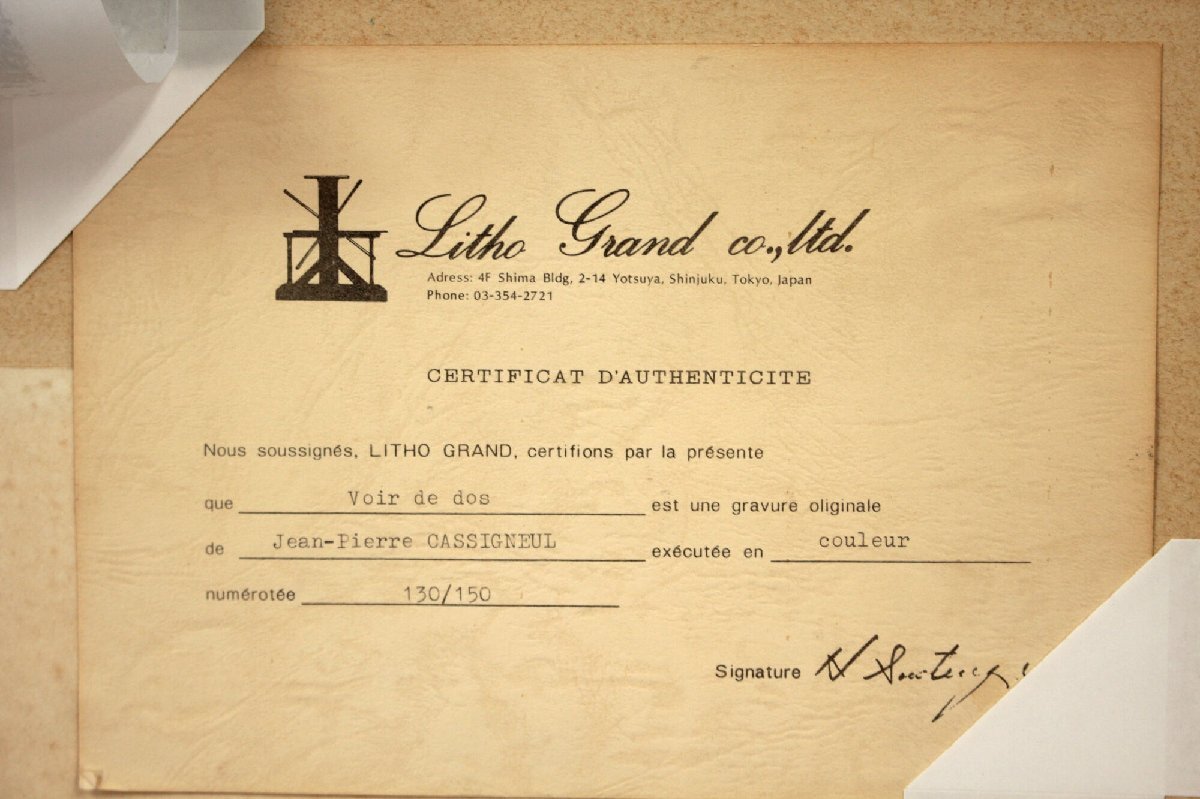 Litho Grand co., ltd.
Adress: 4F Shima Bldg, 2-14 Yotsuya, Shinjuku, Tokyo, Japan
Phone: 03-354-2721
CERTIFICAT D'AUTHENTICITE
Nous soussignés, LITHO GRAND, certifions par la présente
que Voir de dos est une gravure oliginale
de Jean-Pierre CASSIGNEUL exécutée en couleur
numérotée 130/150
Signature